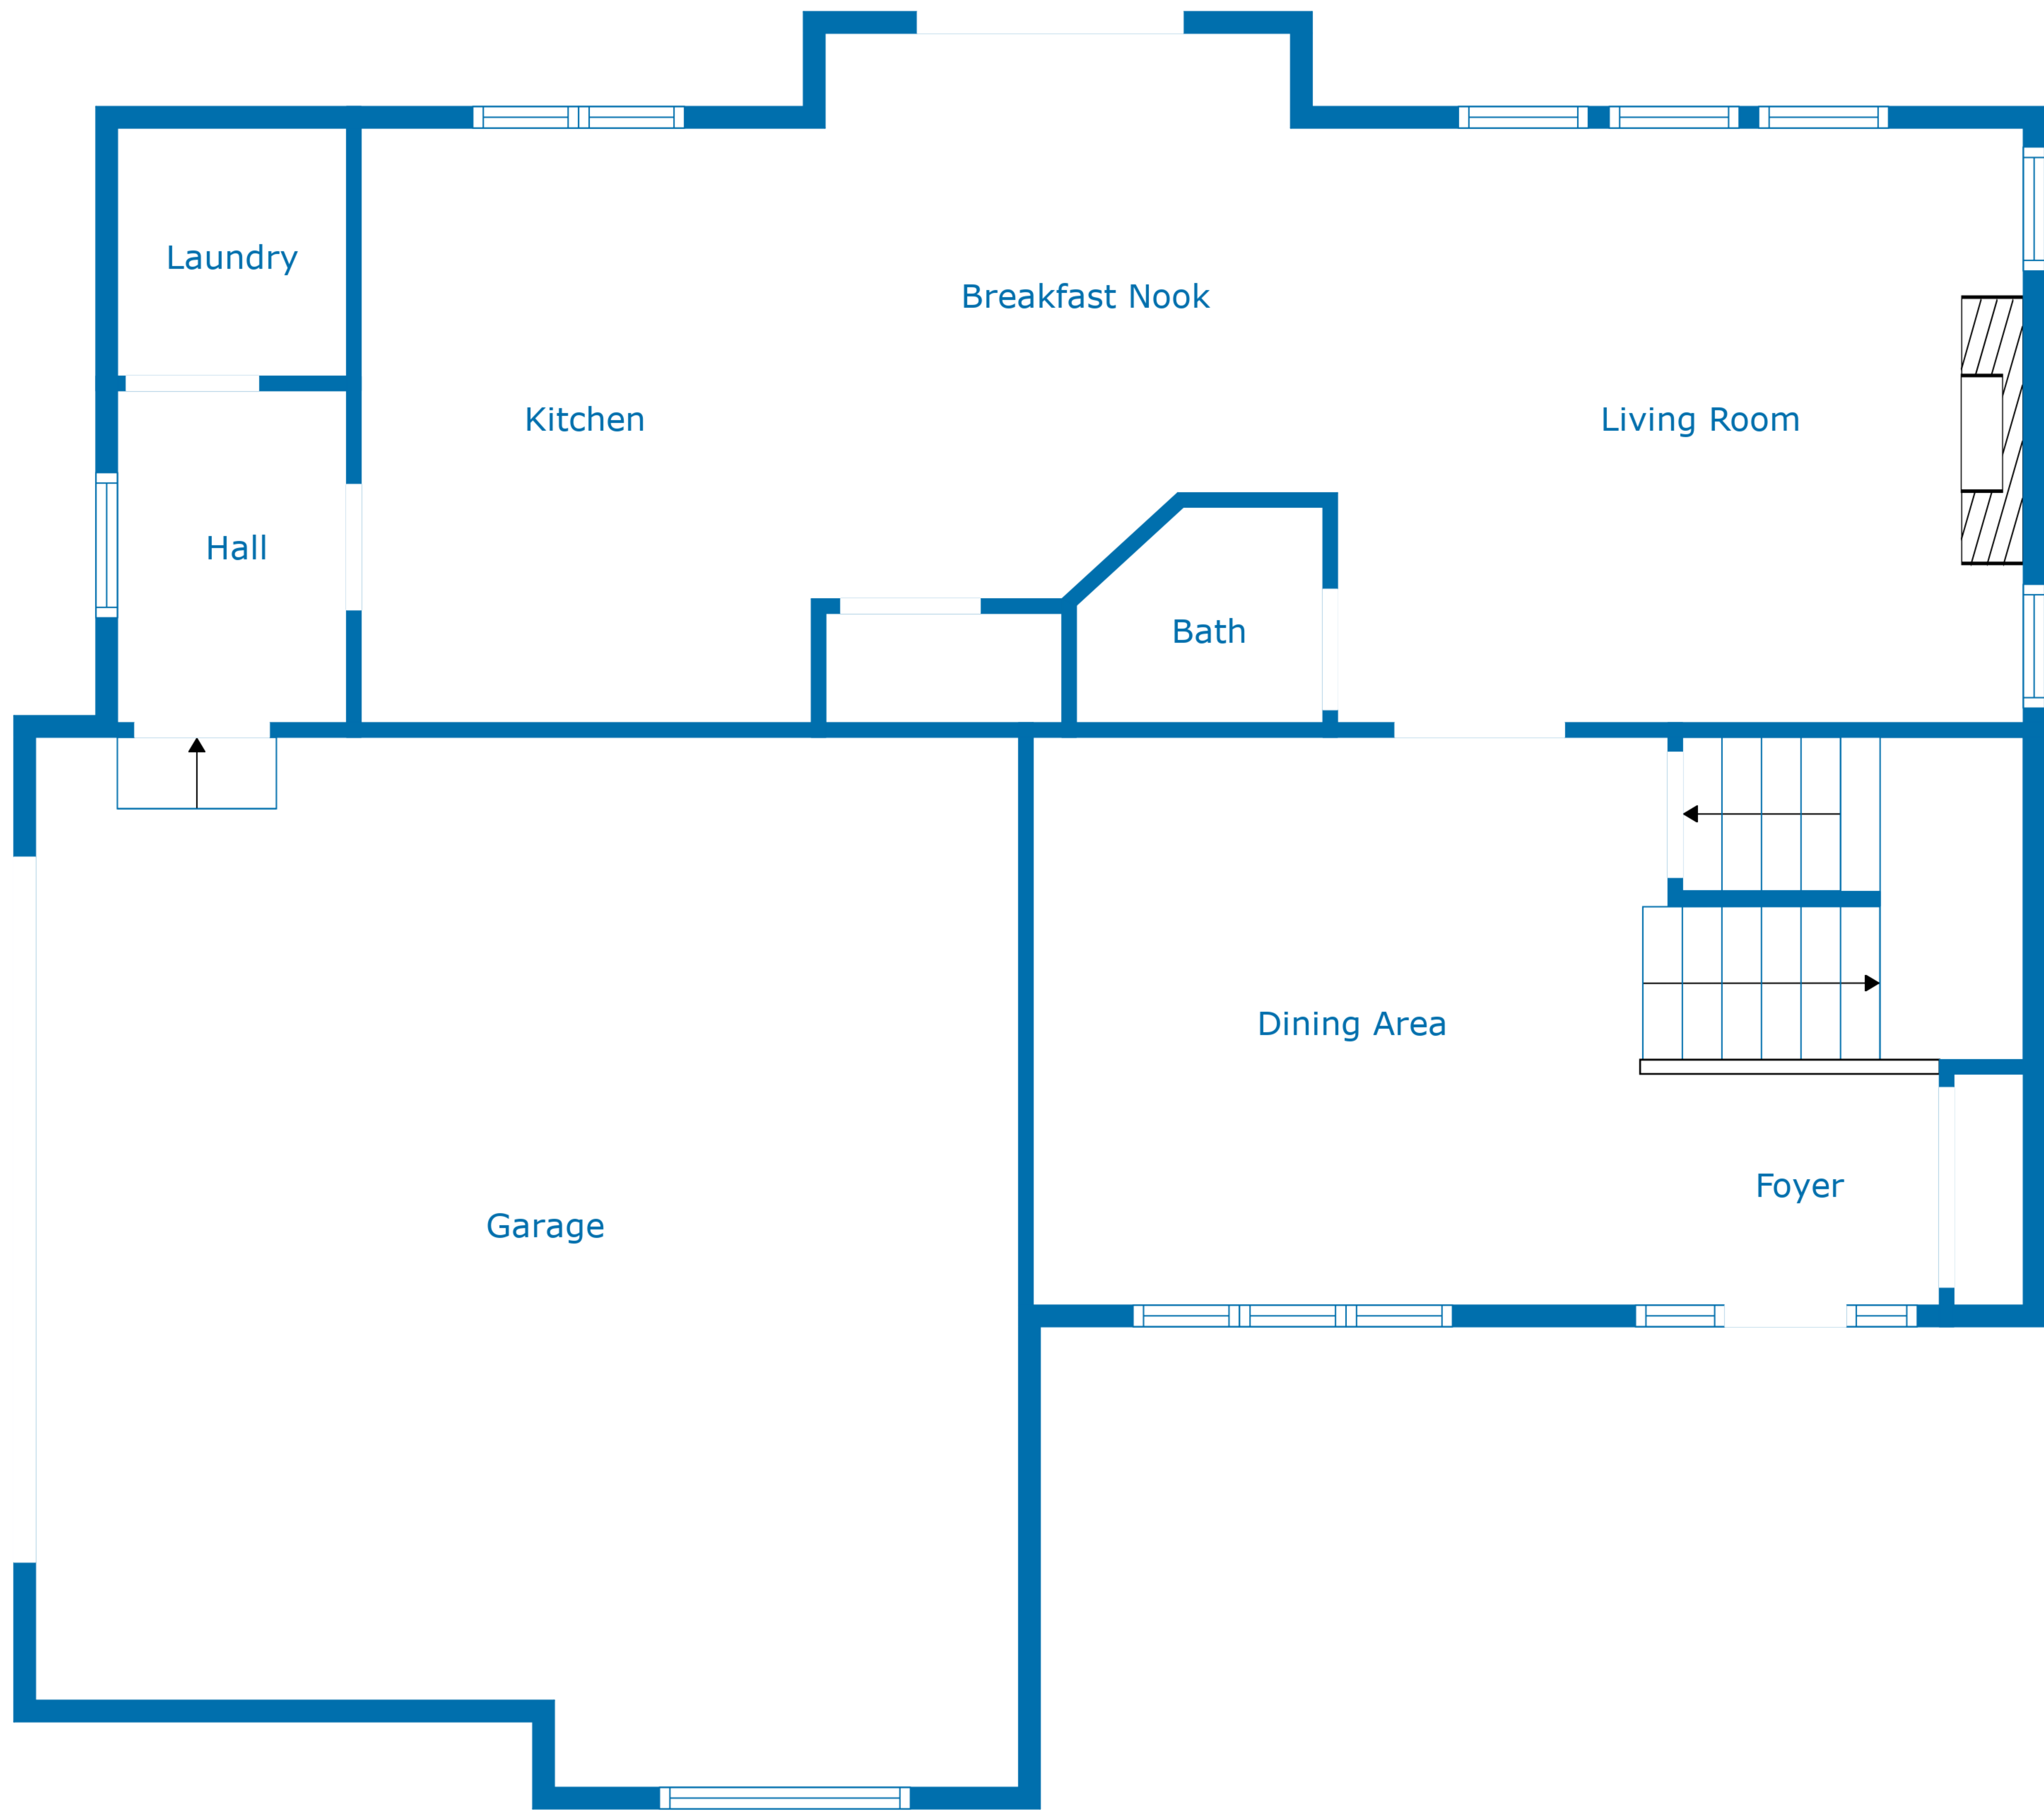 Laundry
Breakfast Nook
Kitchen
Living Room
Hall
Bath
Dining Area
Foyer
Garage